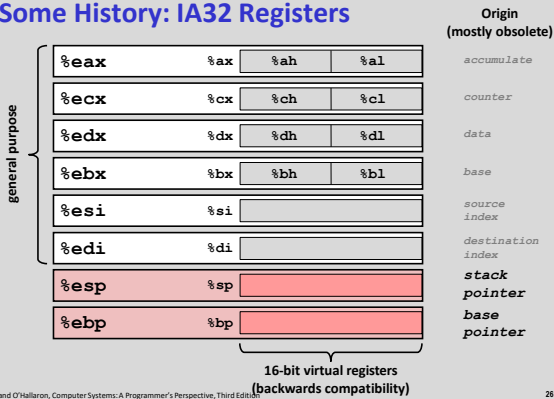 Some History: IA32 Registers
Origin
(mostly obsolete)
general purpose
%eax %ax %ah %al accumulate
%ecx %cx %ch %cl counter
%edx %dx %dh %dl data
%ebx %bx %bh %bl base
%esi %si source
index
%edi %di destination
index
%esp %sp stack
pointer
%ebp %bp base
pointer
16-bit virtual registers
(backwards compatibility)
and O'Hallaron, Computer Systems: A Programmer's Perspective, Third Edition 26